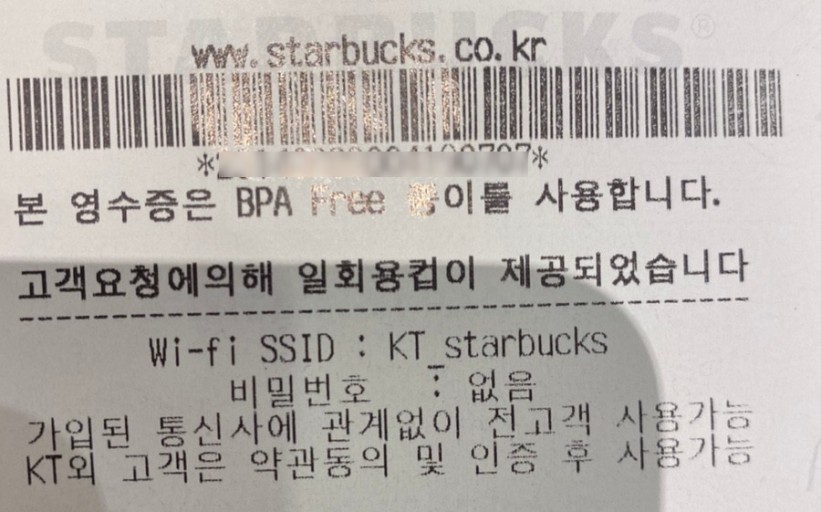 STARBUCKS®
www.starbucks.co.kr
본 영수증은 BPA Free 종이를 사용합니다.
고객요청에의해 일회용컵이 제공되었습니다
Wi-fi SSID : KT_starbucks
비밀번호 : 없음
가입된 통신사에 관계없이 전고객 사용가능
KT외 고객은 약관동의 및 인증 후 사용가능